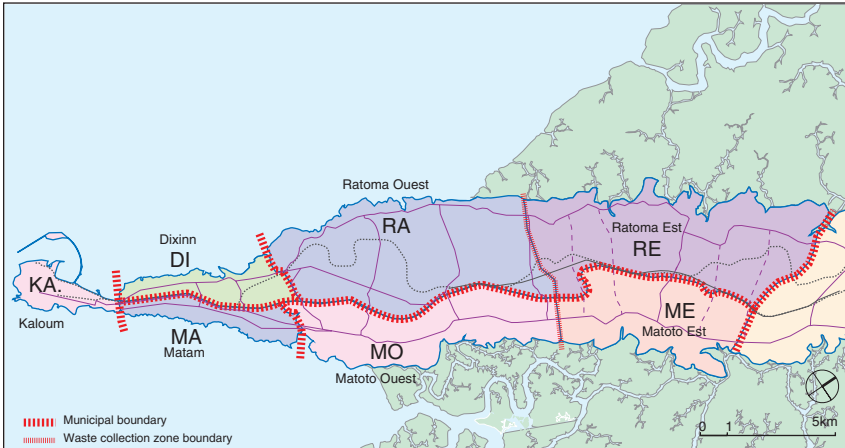 Ratoma Ouest
RA
Ratoma Est
RE
Dixinn
DI
KA.
Kaloum
MA
Matam
MO
Matoto Ouest
ME
Matoto Est
Municipal boundary
Waste collection zone boundary
0 1 5km